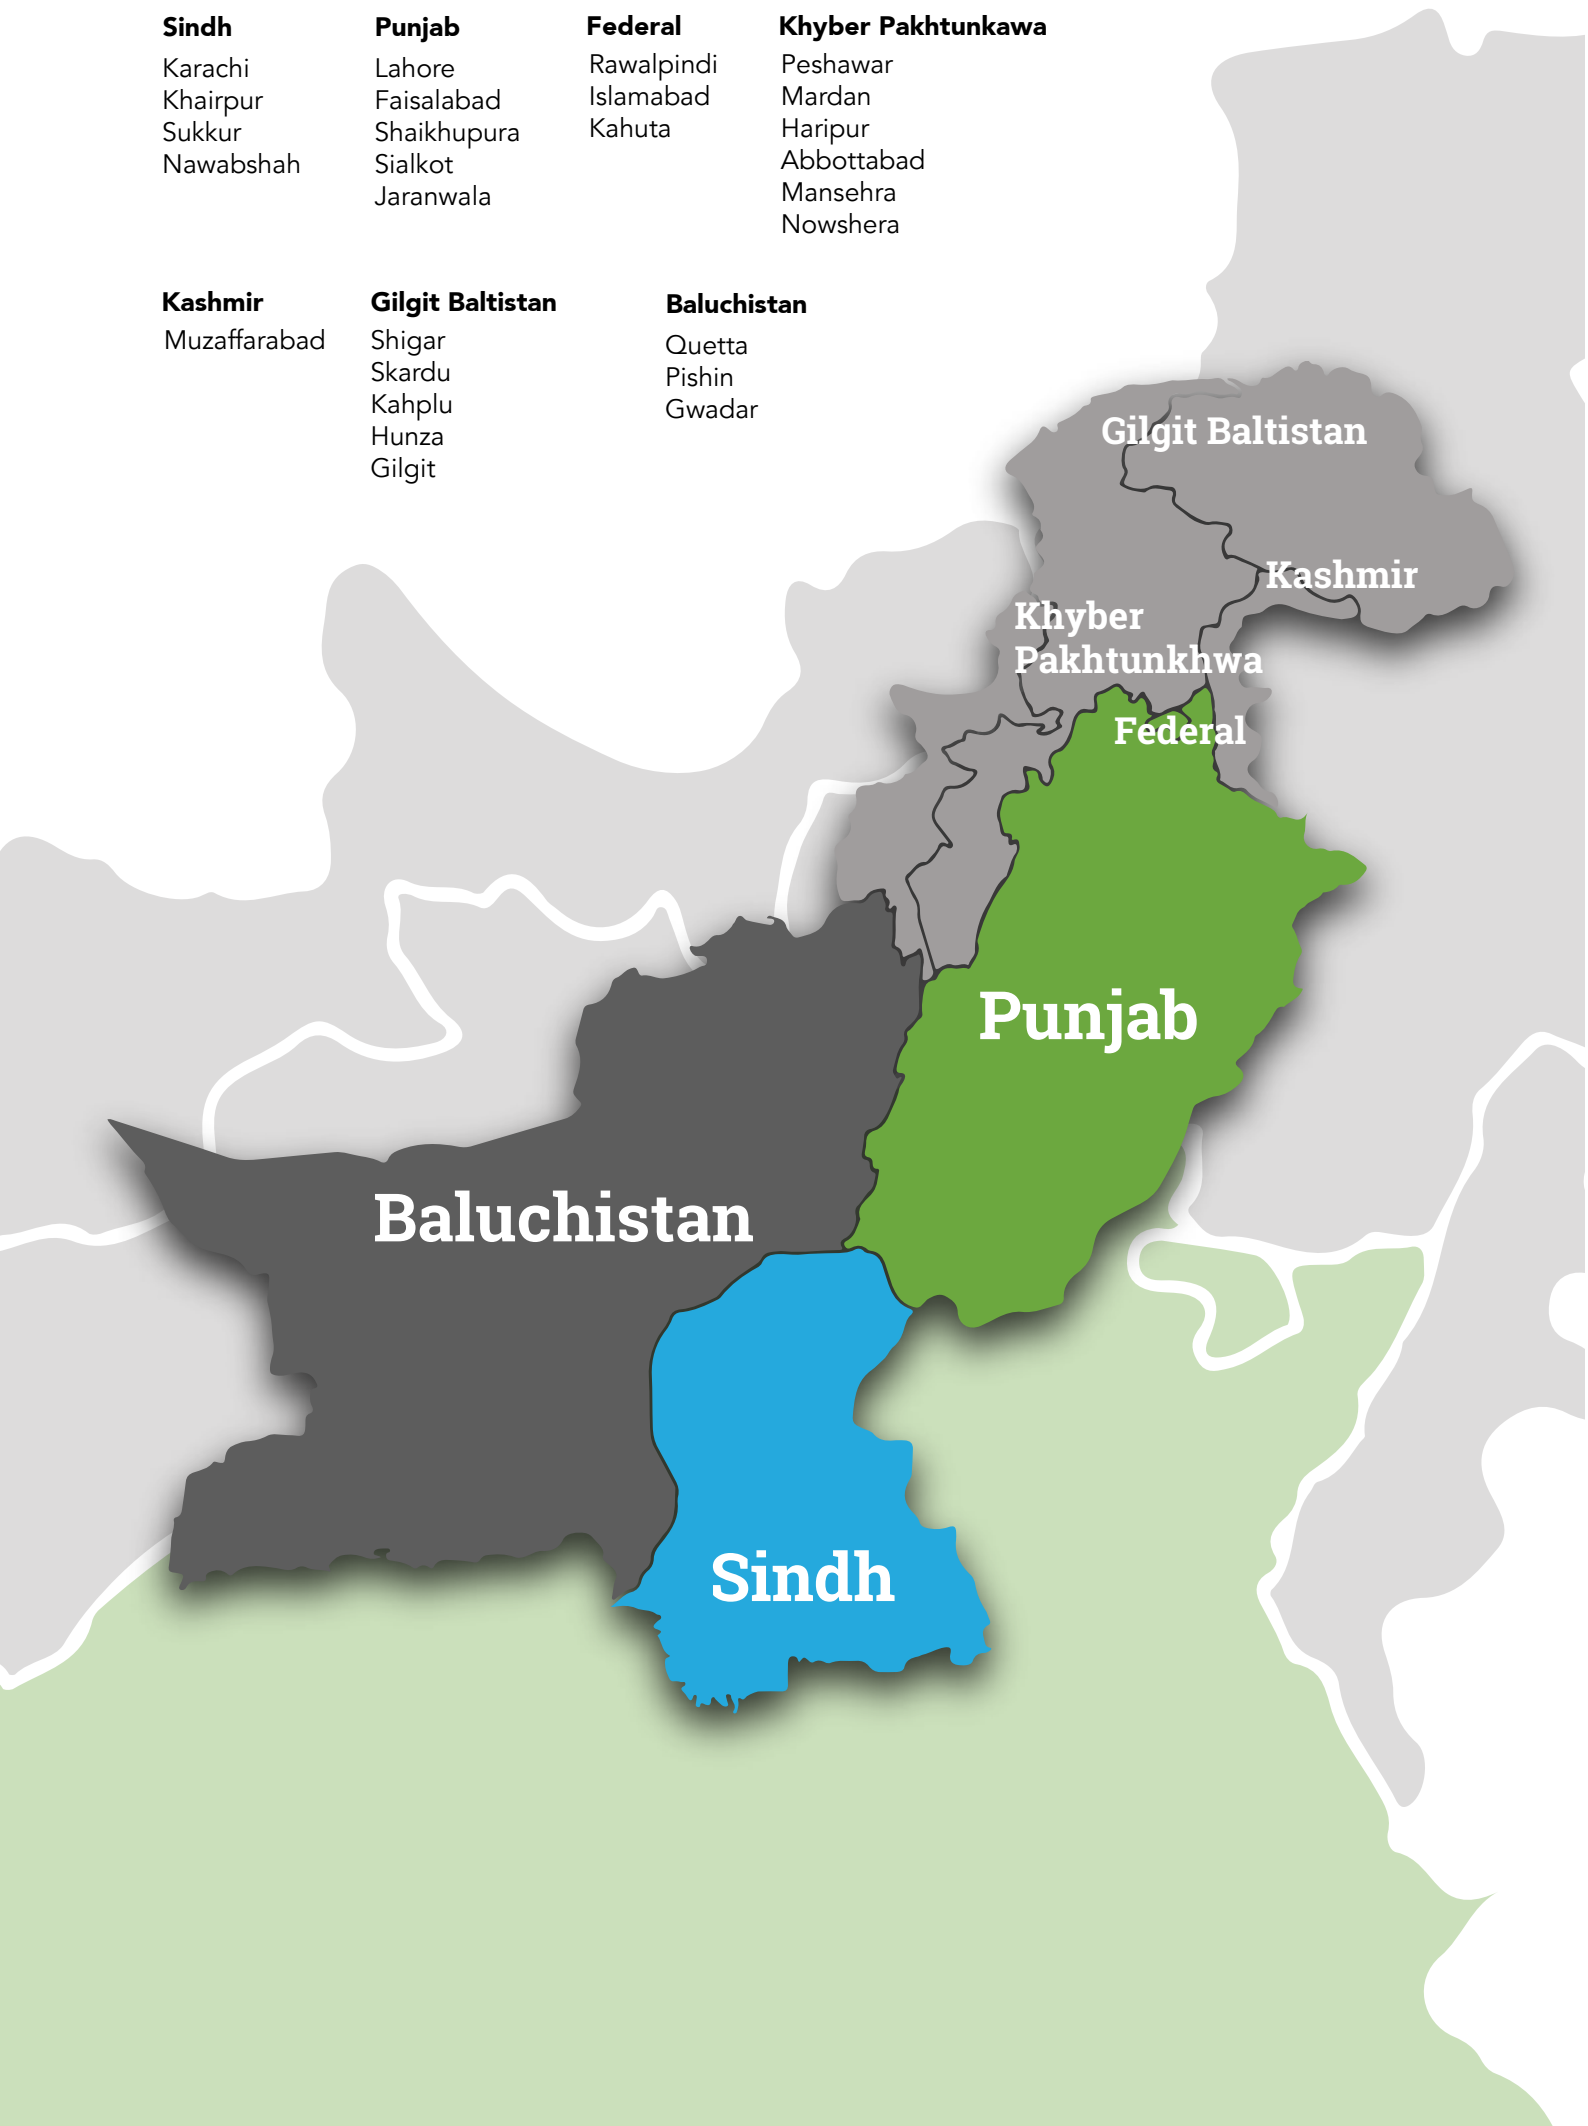 Sindh
Karachi
Khairpur
Sukkur
Nawabshah
Punjab
Lahore
Faisalabad
Shaikhupura
Sialkot
Jaranwala
Federal
Rawalpindi
Islamabad
Kahuta
Khyber Pakhtunkawa
Peshawar
Mardan
Haripur
Abbottabad
Mansehra
Nowshera
Kashmir
Muzaffarabad
Gilgit Baltistan
Shigar
Skardu
Kahplu
Hunza
Gilgit
Baluchistan
Quetta
Pishin
Gwadar
Gilgit Baltistan
Kashmir
Khyber
Pakhtunkhwa
Federal
Punjab
Baluchistan
Sindh